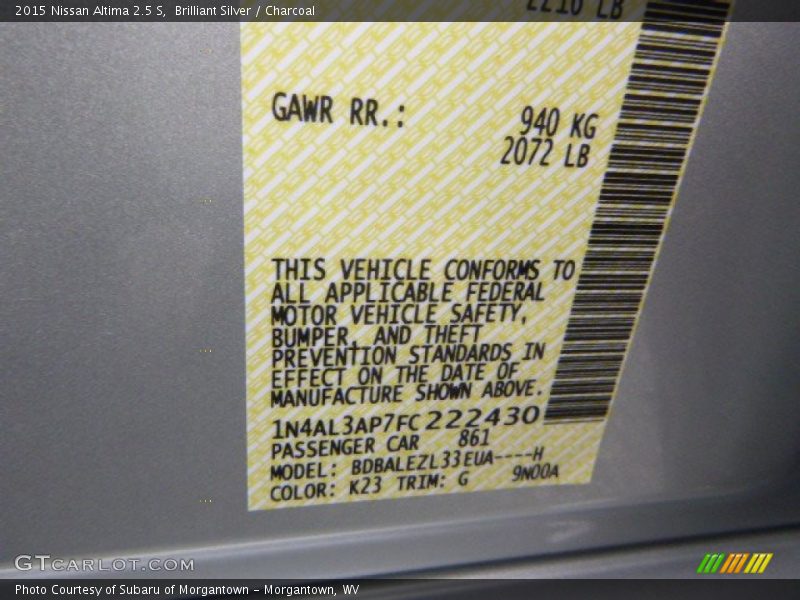 2015 Nissan Altima 2.5 S,  Brilliant Silver / Charcoal
2210 LB
GAWR RR.:
940 KG
2072 LB
THIS VEHICLE CONFORMS TO
ALL APPLICABLE FEDERAL
MOTOR VEHICLE SAFETY,
BUMPER, AND THEFT
PREVENTION STANDARDS IN
EFFECT ON THE DATE OF
MANUFACTURE SHOWN ABOVE.
1N4AL3AP7FC222430
PASSENGER CAR 861
MODEL: BDBALEZL33EUA----H
COLOR: K23 TRIM: G 9N00A
GTCARLOT.COM
Photo Courtesy of Subaru of Morgantown - Morgantown, WV